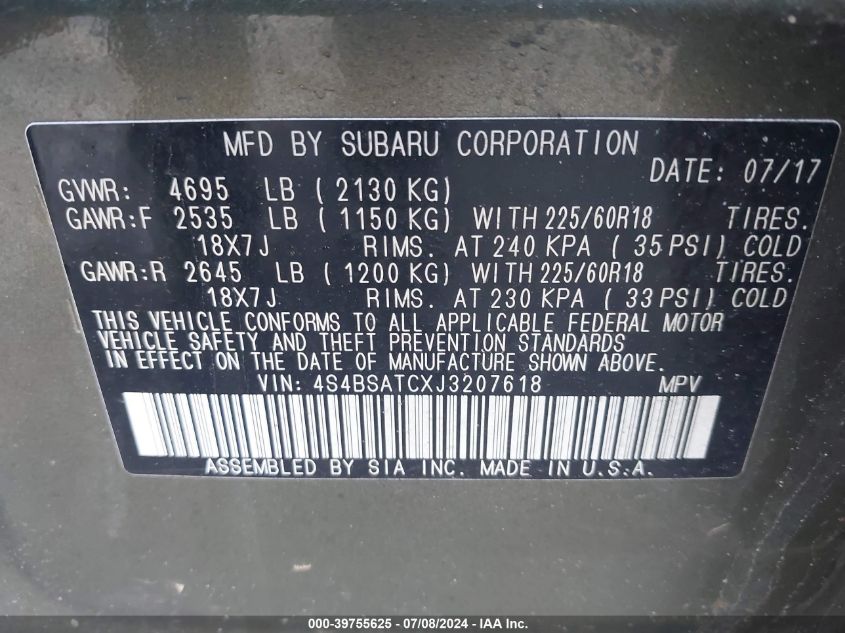 MFD BY SUBARU CORPORATION
DATE: 07/17
GVWR: 4695 LB ( 2130 KG)
GAWR:F 2535 LB ( 1150 KG) WITH 225/60R18 TIRES.
18X7J RIMS. AT 240 KPA ( 35 PSI) COLD
GAWR:R 2645 LB ( 1200 KG) WITH 225/60R18 TIRES.
18X7J RIMS. AT 230 KPA ( 33 PSI) COLD
THIS VEHICLE CONFORMS TO ALL APPLICABLE FEDERAL MOTOR
VEHICLE SAFETY AND THEFT PREVENTION STANDARDS
IN EFFECT ON THE DATE OF MANUFACTURE SHOWN ABOVE.
VIN: 4S4BSATCXJ3207618 MPV
ASSEMBLED BY SIA INC. MADE IN U.S.A.
000-39755625 - 07/08/2024 - IAA Inc.